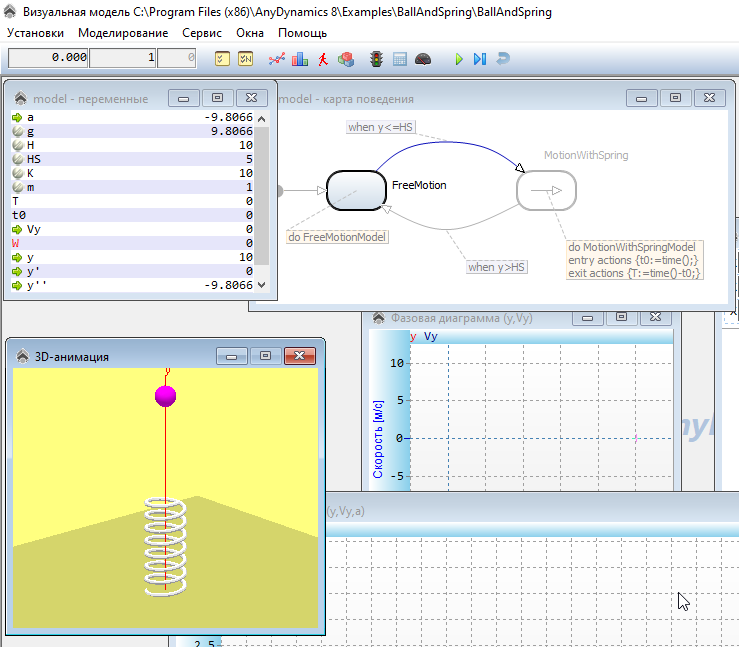 Визуальная модель C:\Program Files (x86)\AnyDynamics 8\Examples\BallAndSpring\BallAndSpring
Установки Моделирование Сервис Окна Помощь
0.000 1 0
model - переменные
a -9.8066
g 9.8066
H 10
HS 5
K 10
m 1
T 0
t0 0
Vy 0
W 0
y 10
y' 0
y'' -9.8066
model - карта поведения
when y<=HS
MotionWithSpring
FreeMotion
do FreeMotionModel
do MotionWithSpringModel
entry actions {t0:=time();}
exit actions {T:=time()-t0;}
when y>HS
Фазовая диаграмма (y,Vy)
y Vy
10
5
0
-5
Скорость [м/с]
3D-анимация
y
(y,Vy,a)
2.5